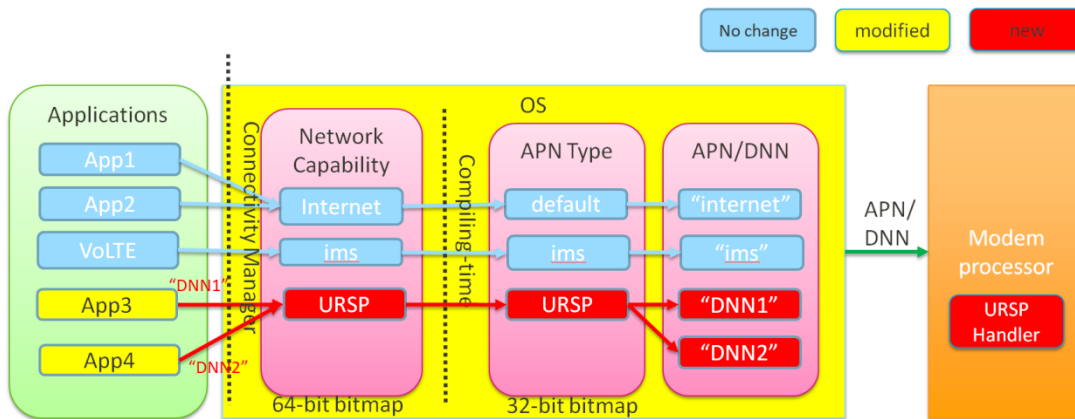 No change
modified
new
OS
Applications
App1
App2
VoLTE
App3
App4
"DNN1"
"DNN2"
Connectivity Manager
Network
Capability
Internet
ims
URSP
64-bit bitmap
Compiling-time
APN Type
default
ims
URSP
32-bit bitmap
APN/DNN
"internet"
"ims"
"DNN1"
"DNN2"
APN/
DNN
Modem
processor
URSP
Handler